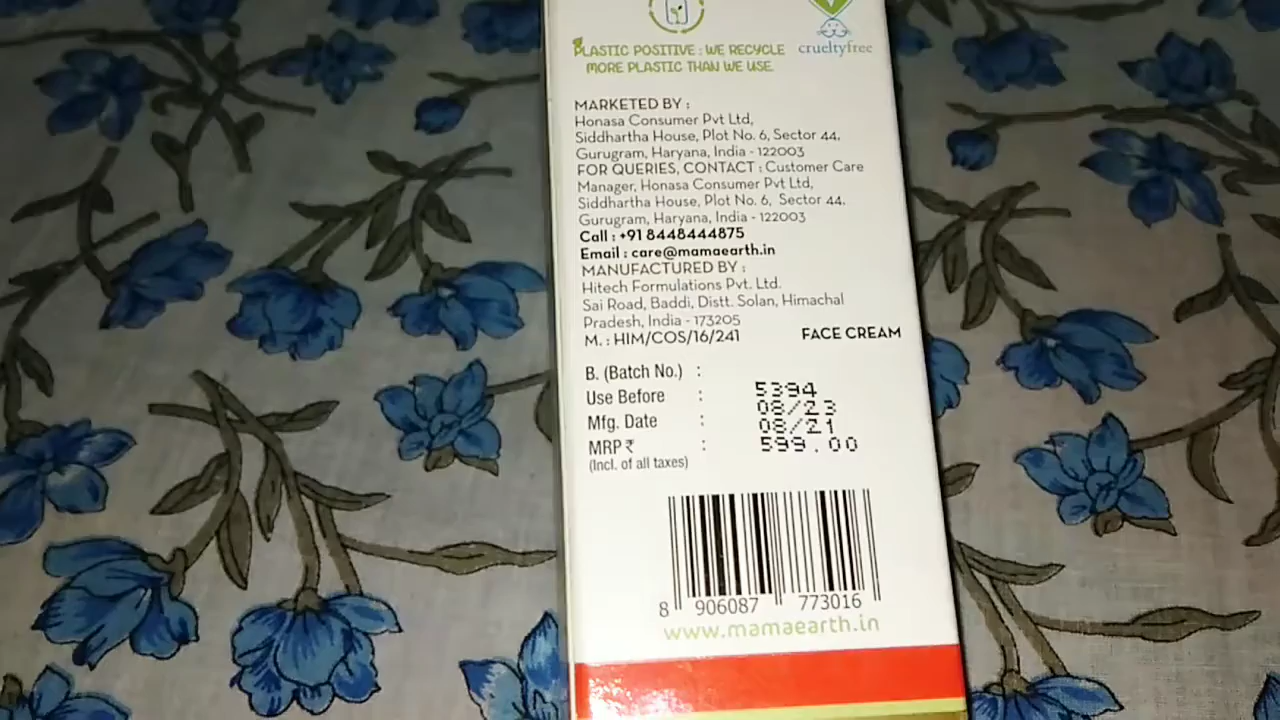 PLASTIC POSITIVE : WE RECYCLE
MORE PLASTIC THAN WE USE.
crueltyfree
MARKETED BY :
Honasa Consumer Pvt Ltd,
Siddhartha House, Plot No. 6, Sector 44,
Gurugram, Haryana, India - 122003
FOR QUERIES, CONTACT : Customer Care
Manager, Honasa Consumer Pvt Ltd,
Siddhartha House, Plot No. 6, Sector 44,
Gurugram, Haryana, India - 122003
Call : +91 8448444875
Email : care@mamaearth.in
MANUFACTURED BY :
Hitech Formulations Pvt. Ltd.
Sai Road, Baddi, Distt. Solan, Himachal
Pradesh, India - 173205
M. : HIM/COS/16/241 FACE CREAM
B. (Batch No.) : 5394
Use Before : 08/23
Mfg. Date : 08/21
MRP ₹ : 599.00
(Incl. of all taxes)
8 906087 773016
www.mamaearth.in